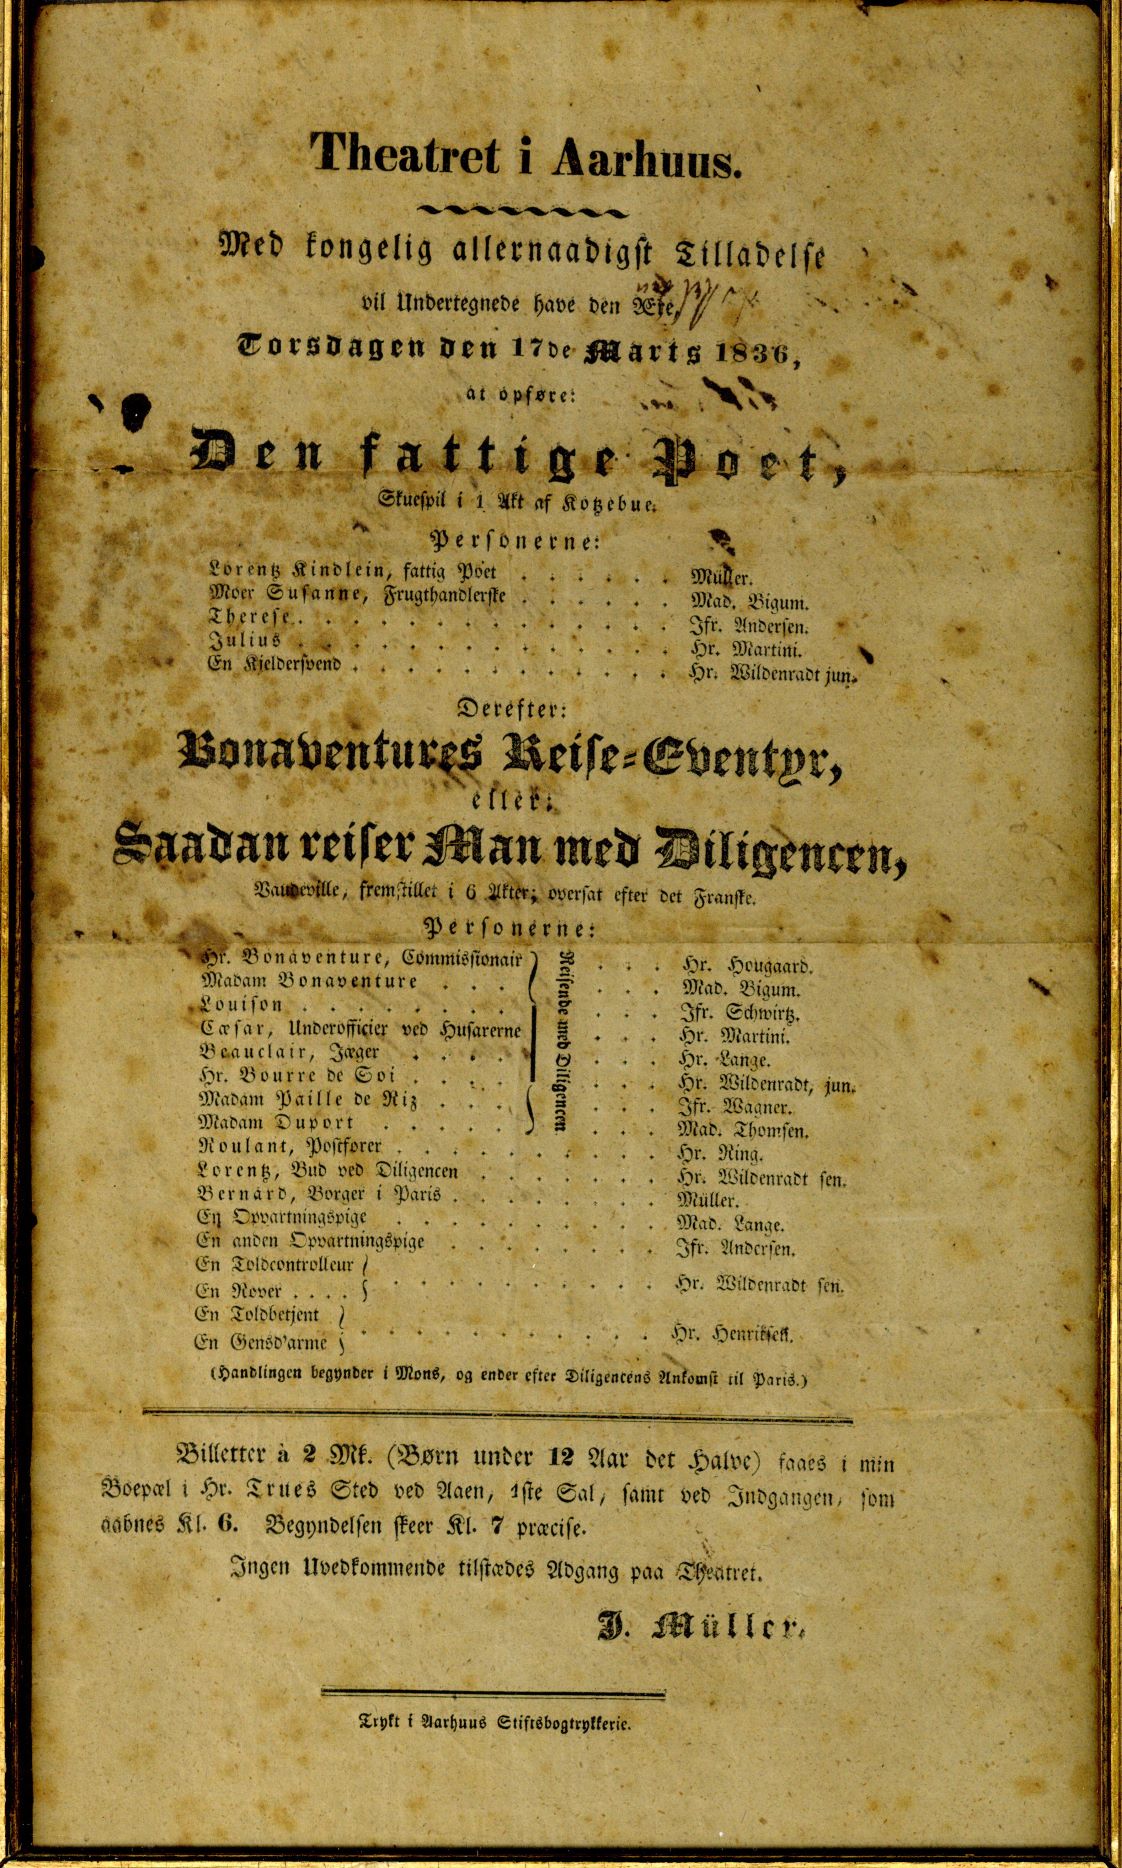 Theatret i Aarhuus.
Med kongelig allernaadigst Tilladelse
vil Undertegnede have den Ære,
Torsdagen den 17de Marts 1836,
at opføre:
Den fattige Poet,
Skuespil i 1 Akt af Kotzebue.
Personerne:
Lorentz Kindlein, fattig Poet . . . . . . Müller.
Moer Susanne, Frugthandlerske . . . . . . Mad. Bigum.
Therese . . . . . . . . . . . . . . Jfr. Andersen.
Julius . . . . . . . . . . . . . . Hr. Martini.
En Kjeldersvend . . . . . . . . . . . . Hr. Wildenradt jun.
Derefter:
Bonaventures Reise-Eventyr,
eller:
Saadan reiser Man med Diligencen,
Vaudeville, fremstillet i 6 Akter; oversat efter det Franske.
Personerne:
Hr. Bonaventure, Commissionair . . . Hr. Hougaard.
Madam Bonaventure . . . . . . Mad. Bigum.
Louison . . . . . . . . . . . Jfr. Schwirtz.
Cæsar, Underofficier ved Husarerne . . . Hr. Martini.
Beauclair, Jæger . . . . . . . Hr. Lange.
Hr. Bourre de Soi . . . . . . . Hr. Wildenradt, jun.
Madam Paille de Riz . . . . . . Jfr. Wagner.
Madam Duport . . . . . . . . Mad. Thomsen.
Reisende med Diligencen.
Roulant, Postfører . . . . . . . . . . Hr. Ring.
Lorentz, Bud ved Diligencen . . . . . . . Hr. Wildenradt sen.
Bernard, Borger i Paris . . . . . . . . Müller.
En Opvartningspige . . . . . . . . . . Mad. Lange.
En anden Opvartningspige . . . . . . . . Jfr. Andersen.
En Toldcontrolleur
En Røver . . . . } . . . . . . . . . . . Hr. Wildenradt sen.
En Toldbetjent
En Gensd'arme } . . . . . . . . . . . Hr. Henriksen.
(Handlingen begynder i Mons, og ender efter Diligencens Ankomst til Paris.)
Billetter à 2 Mk. (Børn under 12 Aar det Halve) faaes i min
Boepæl i Hr. Trues Sted ved Aaen, 1ste Sal, samt ved Indgangen, som
aabnes Kl. 6. Begyndelsen skeer Kl. 7 præcise.
Ingen Uvedkommende tilstædes Adgang paa Theatret.
J. Müller.
Trykt i Aarhuus Stiftsbogtrykkerie.